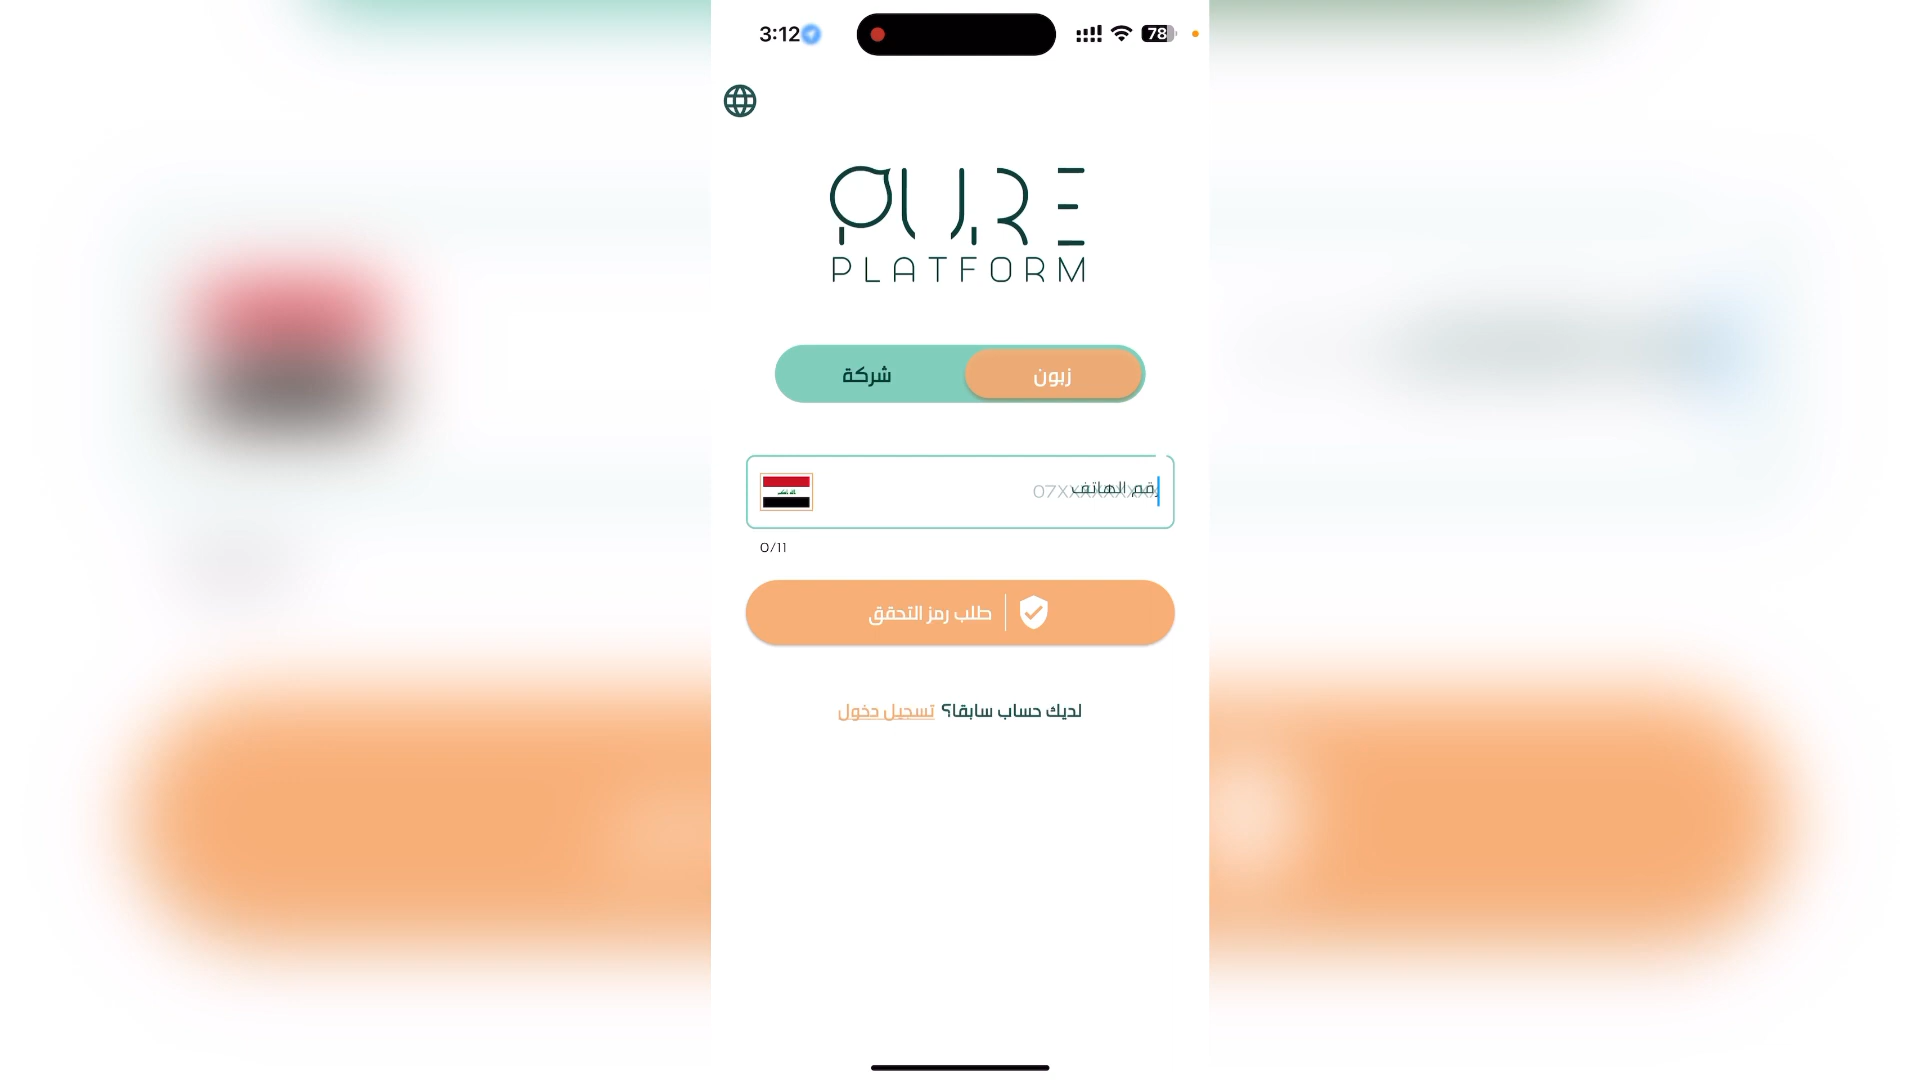 3:12
78
PURE
PLATFORM
زبون
شركة
رقم الهاتف
07XXXXXXXXX
0/11
طلب رمز التحقق
لديك حساب سابقا؟ تسجيل دخول